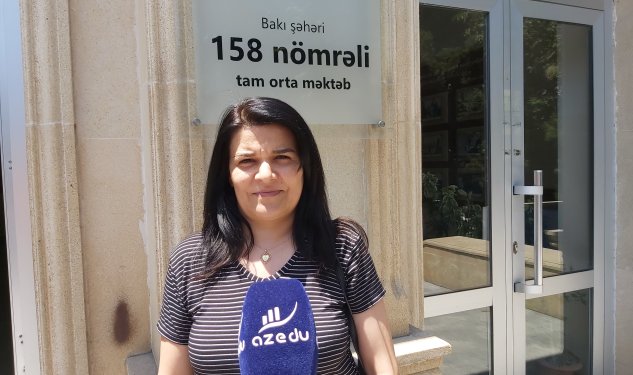 Bakı şəhəri
158 nömrəli
tam orta məktəb
azedu